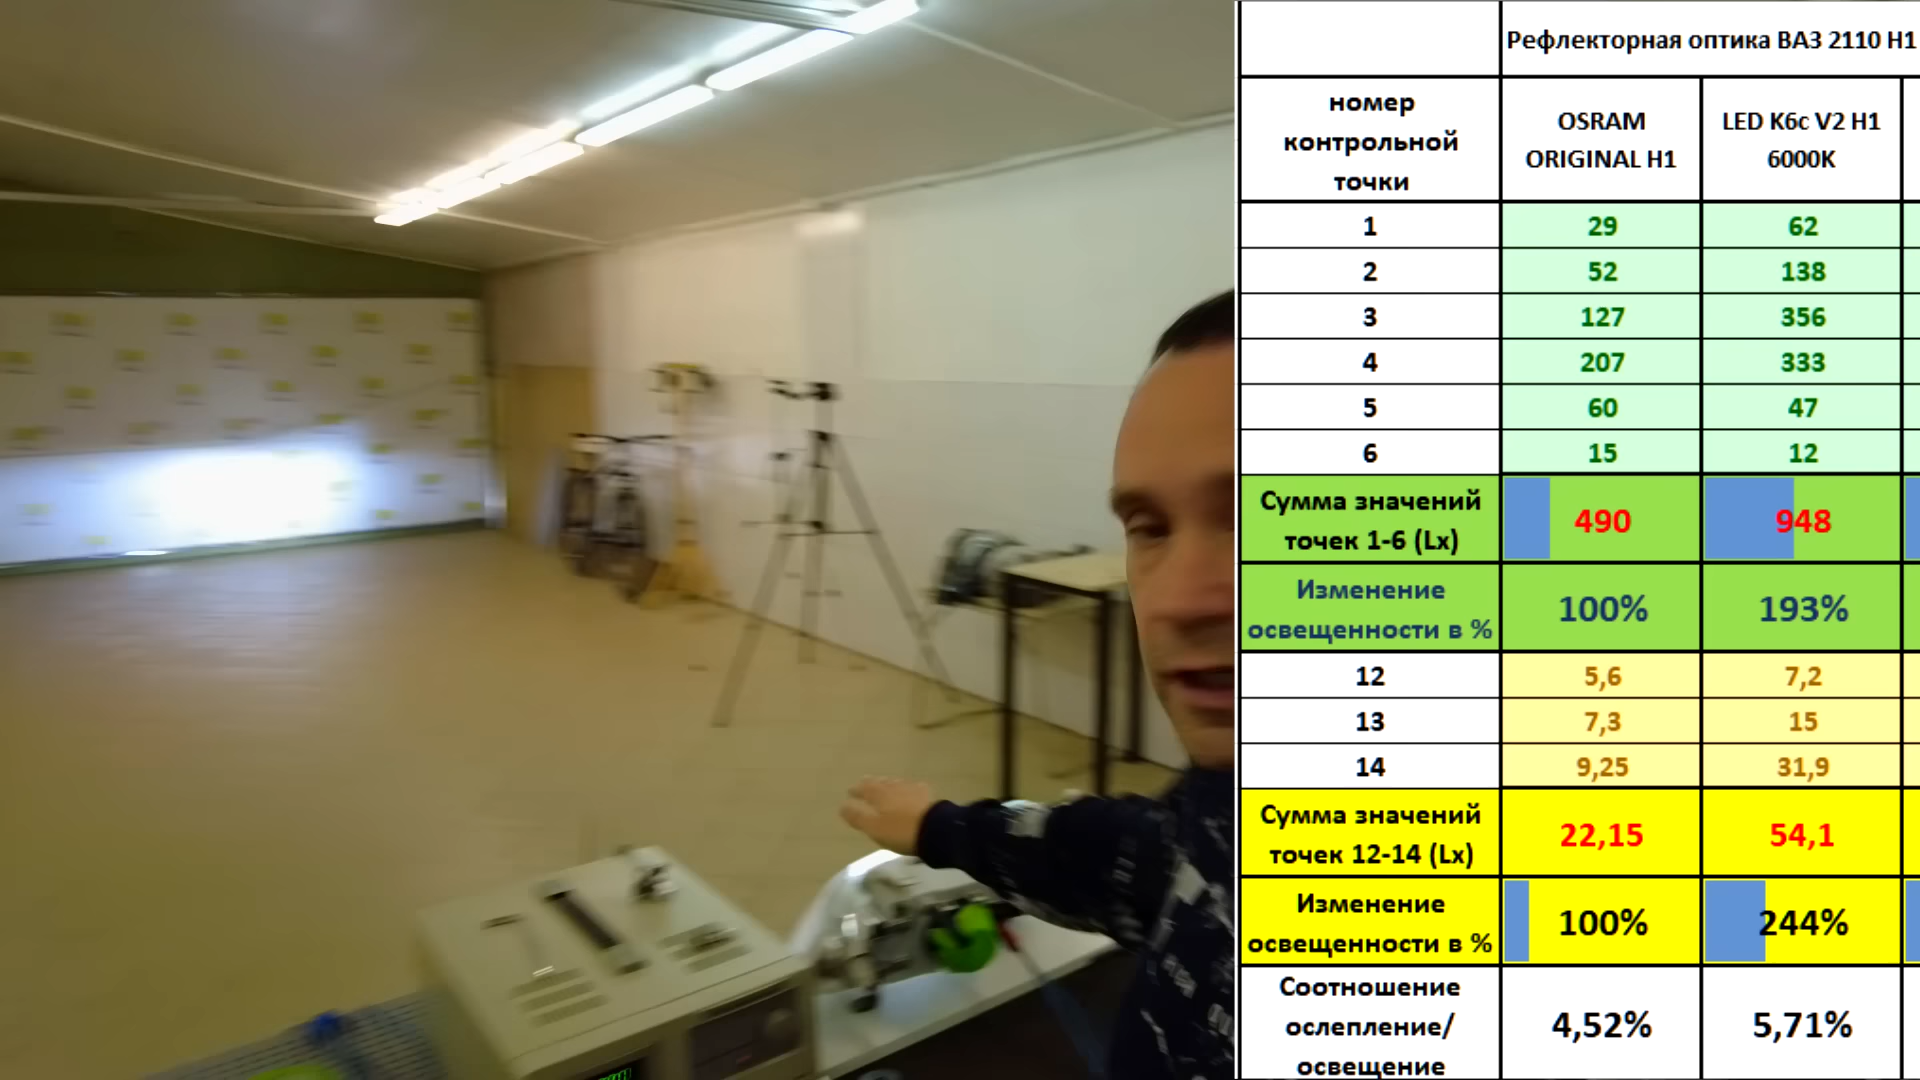 Рефлекторная оптика ВАЗ 2110 H1
номер
контрольной
точки
OSRAM
ORIGINAL H1
LED K6c V2 H1
6000K
1 29 62
2 52 138
3 127 356
4 207 333
5 60 47
6 15 12
Сумма значений
точек 1-6 (Lx)
490 948
Изменение
освещенности в %
100% 193%
12 5,6 7,2
13 7,3 15
14 9,25 31,9
Сумма значений
точек 12-14 (Lx)
22,15 54,1
Изменение
освещенности в %
100% 244%
Соотношение
ослепление/
освещение
4,52% 5,71%